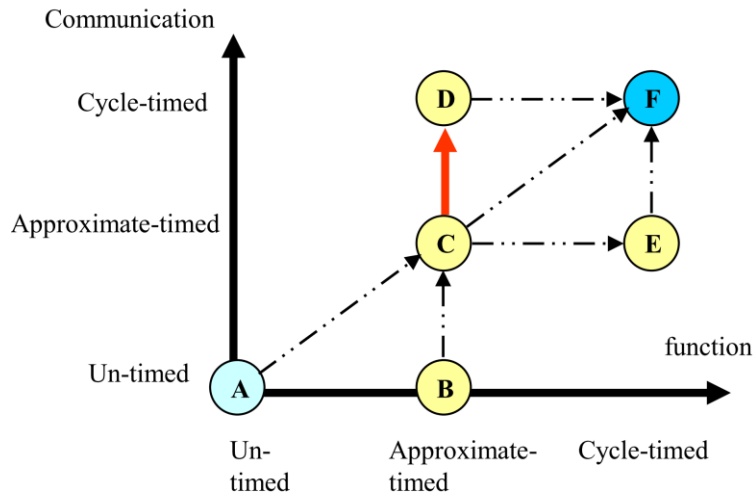 Communication
Cycle-timed
D
F
Approximate-timed
C
E
function
Un-timed
A
B
Un-
timed
Approximate-
timed
Cycle-timed